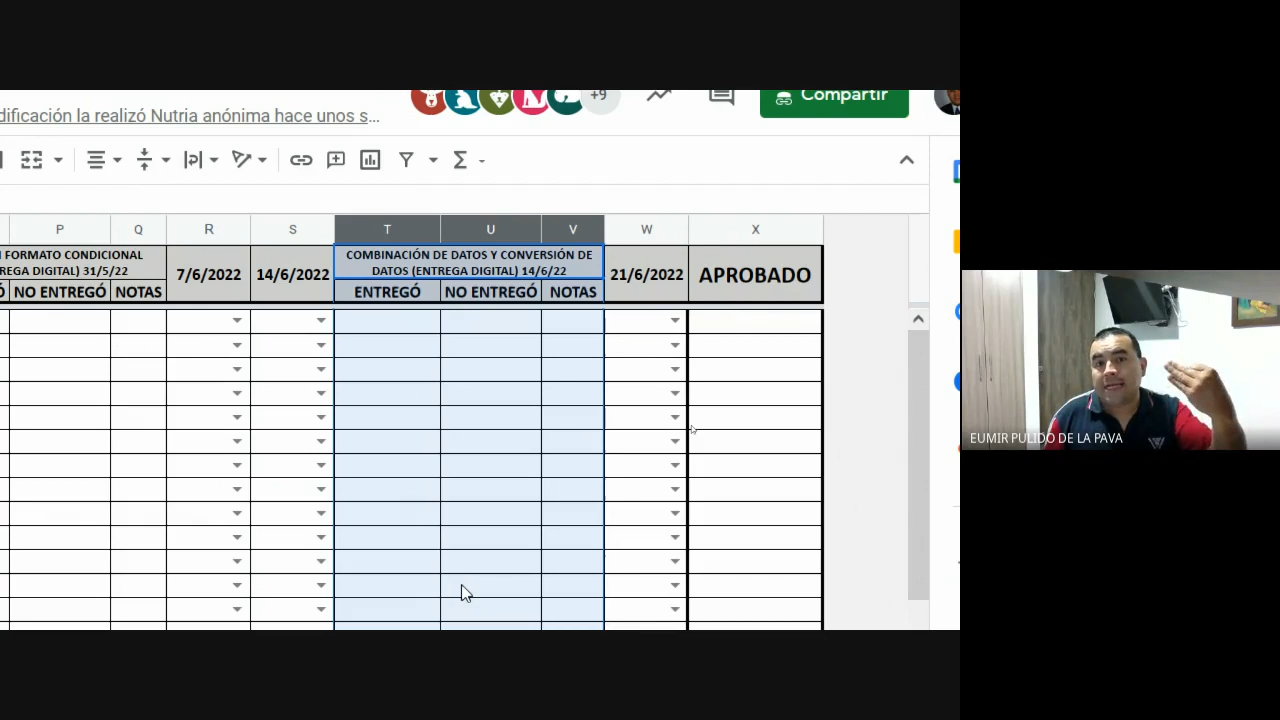 +9
Compartir
dificación la realizó Nutria anónima hace unos s...
P Q R S T U V W X
FORMATO CONDICIONAL
REGA DIGITAL) 31/5/22
NO ENTREGÓ NOTAS
7/6/2022
14/6/2022
COMBINACIÓN DE DATOS Y CONVERSIÓN DE
DATOS (ENTREGA DIGITAL) 14/6/22
ENTREGÓ NO ENTREGÓ NOTAS
21/6/2022
APROBADO
EUMIR PULIDO DE LA PAVA